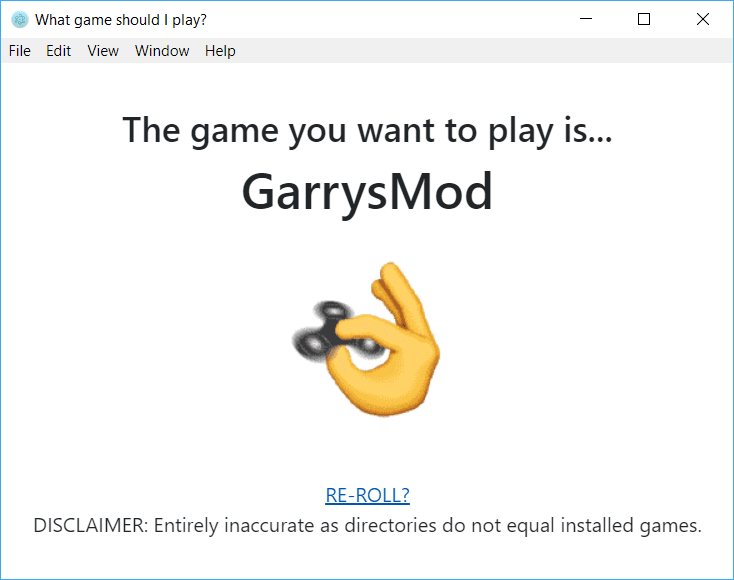 What game should I play?
File Edit View Window Help
The game you want to play is...
GarrysMod
RE-ROLL?
DISCLAIMER: Entirely inaccurate as directories do not equal installed games.